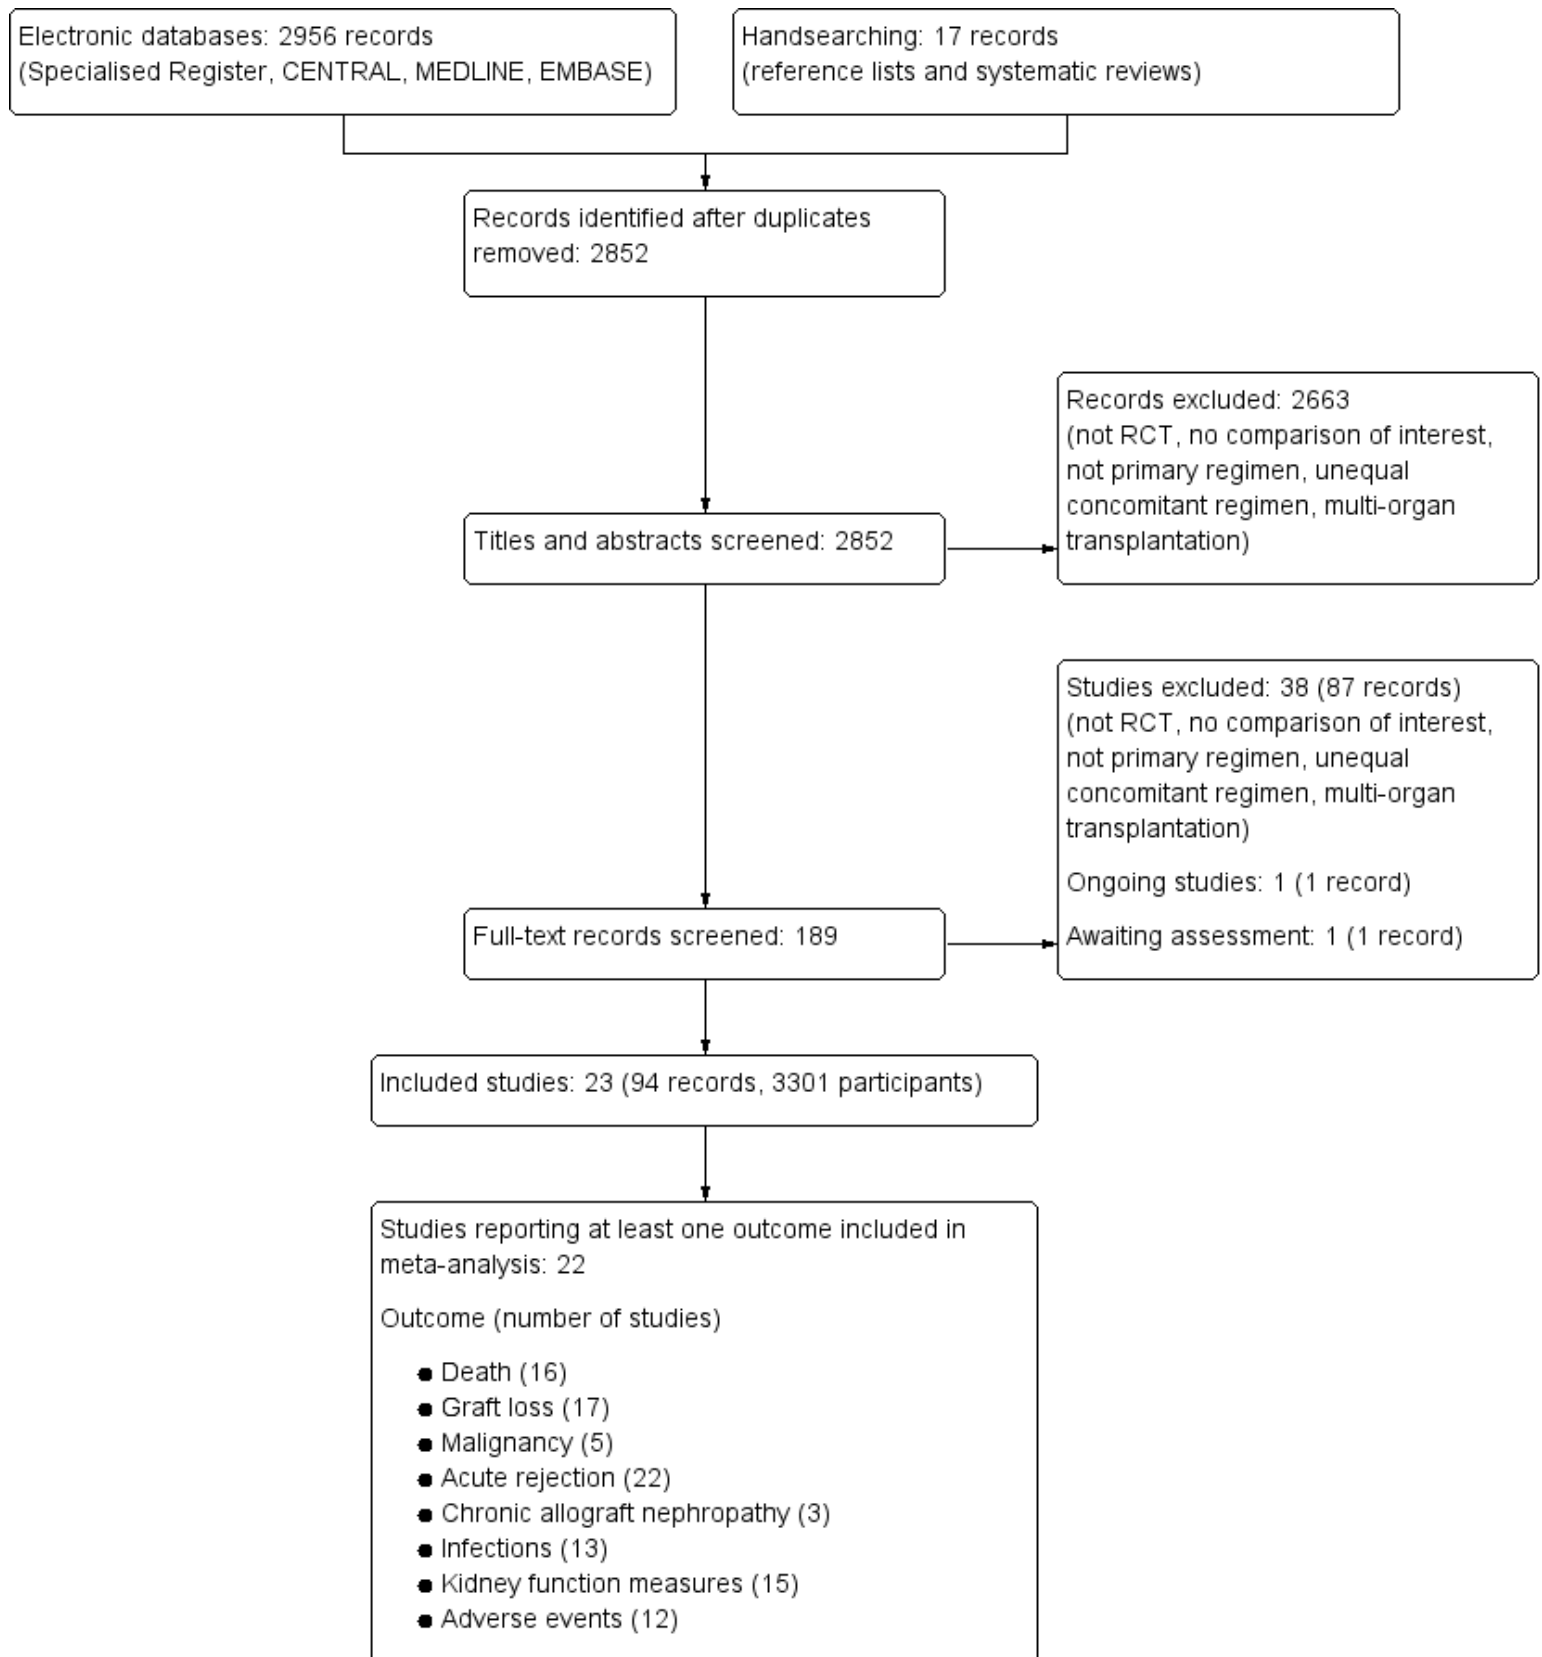 Electronic databases: 2956 records
(Specialised Register, CENTRAL, MEDLINE, EMBASE)
Handsearching: 17 records
(reference lists and systematic reviews)
Records identified after duplicates
removed: 2852
Records excluded: 2663
(not RCT, no comparison of interest,
not primary regimen, unequal
concomitant regimen, multi-organ
transplantation)
Titles and abstracts screened: 2852
Studies excluded: 38 (87 records)
(not RCT, no comparison of interest,
not primary regimen, unequal
concomitant regimen, multi-organ
transplantation)
Ongoing studies: 1 (1 record)
Awaiting assessment: 1 (1 record)
Full-text records screened: 189
Included studies: 23 (94 records, 3301 participants)
Studies reporting at least one outcome included in
meta-analysis: 22
Outcome (number of studies)
● Death (16)
● Graft loss (17)
● Malignancy (5)
● Acute rejection (22)
● Chronic allograft nephropathy (3)
● Infections (13)
● Kidney function measures (15)
● Adverse events (12)